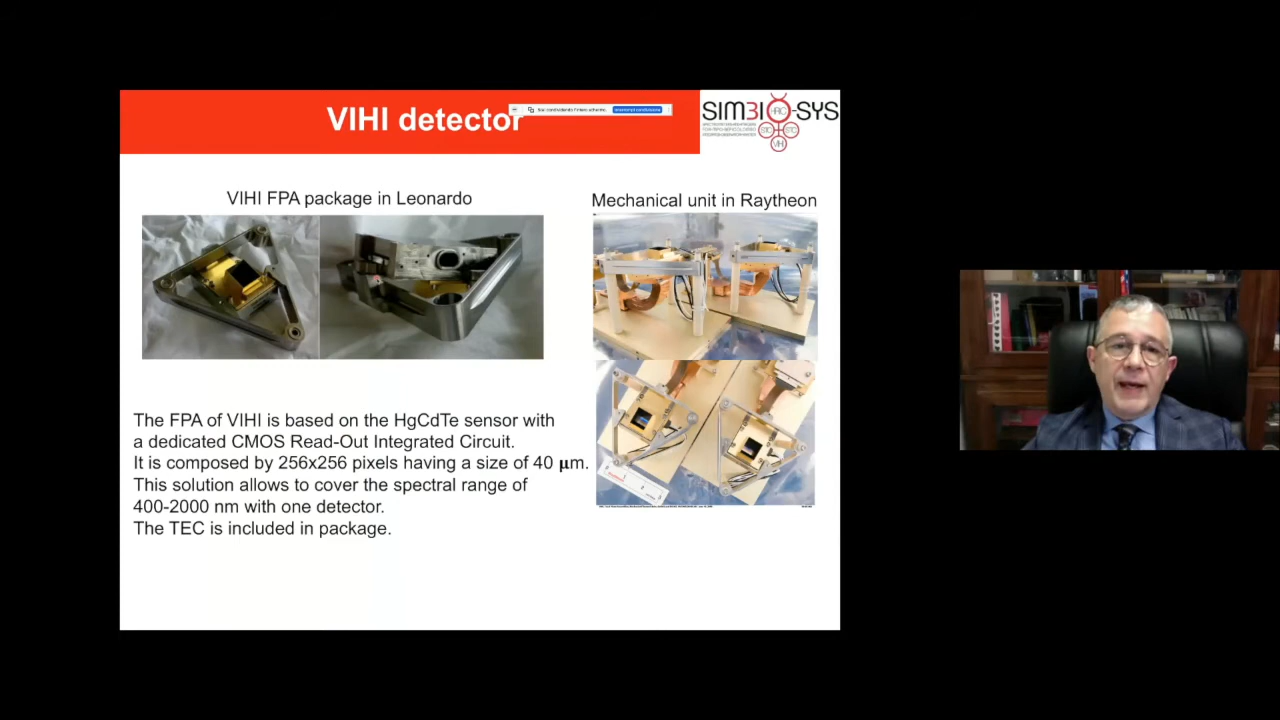 VIHI detector
SIMBIO-SYS
HRIC
STC
VIHI
VIHI FPA package in Leonardo
Mechanical unit in Raytheon
The FPA of VIHI is based on the HgCdTe sensor with
a dedicated CMOS Read-Out Integrated Circuit.
It is composed by 256x256 pixels having a size of 40 μm.
This solution allows to cover the spectral range of
400-2000 nm with one detector.
The TEC is included in package.